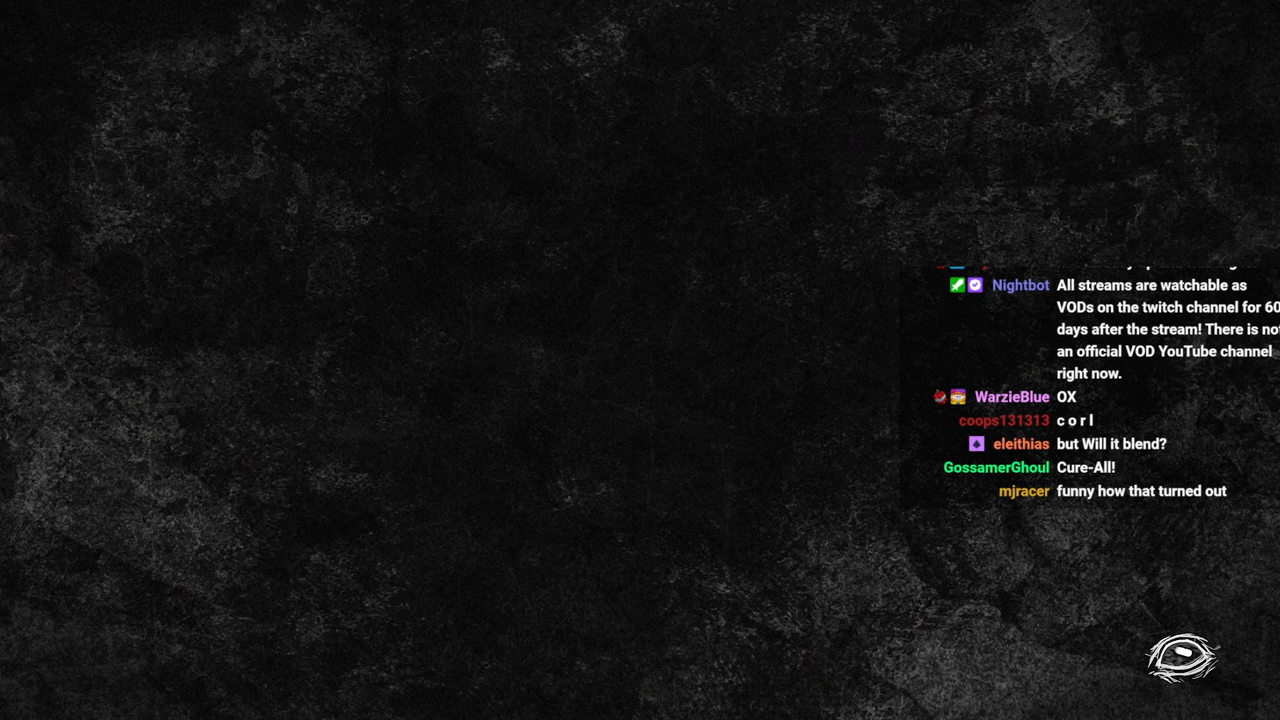 Nightbot All streams are watchable as
VODs on the twitch channel for 60
days after the stream! There is not
an official VOD YouTube channel
right now.
WarzieBlue OX
coops131313 c o r l
eleithias but Will it blend?
GossamerGhoul Cure-All!
mjracer funny how that turned out